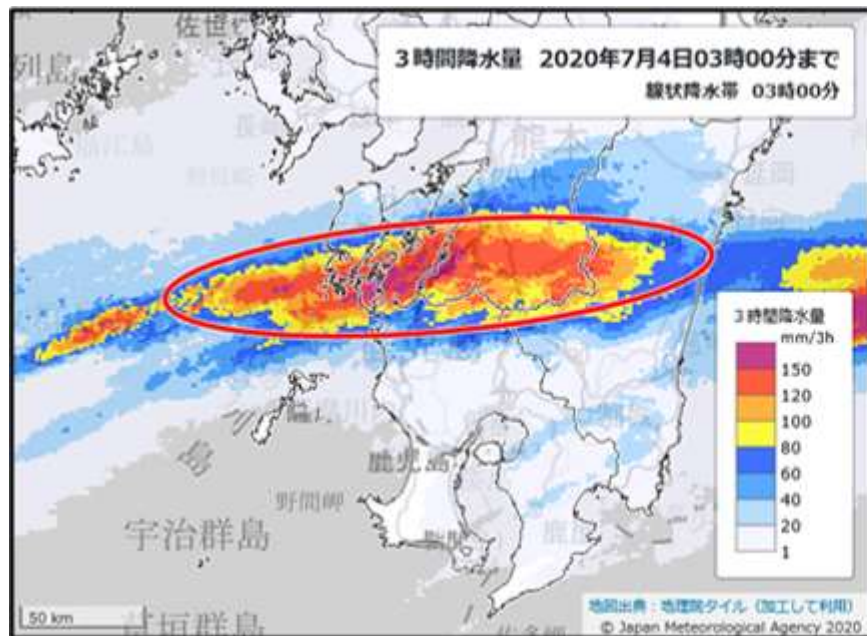 佐世
列島
3時間降水量 2020年7月4日03時00分まで
線状降水帯 03時00分
熊本
八代
3時間降水量
mm/3h
150
120
100
80
60
40
20
1
鹿児島
野間岬
宇治群島
50 km
地図出典:地理院タイル(加工して利用)
© Japan Meteorological Agency 2020